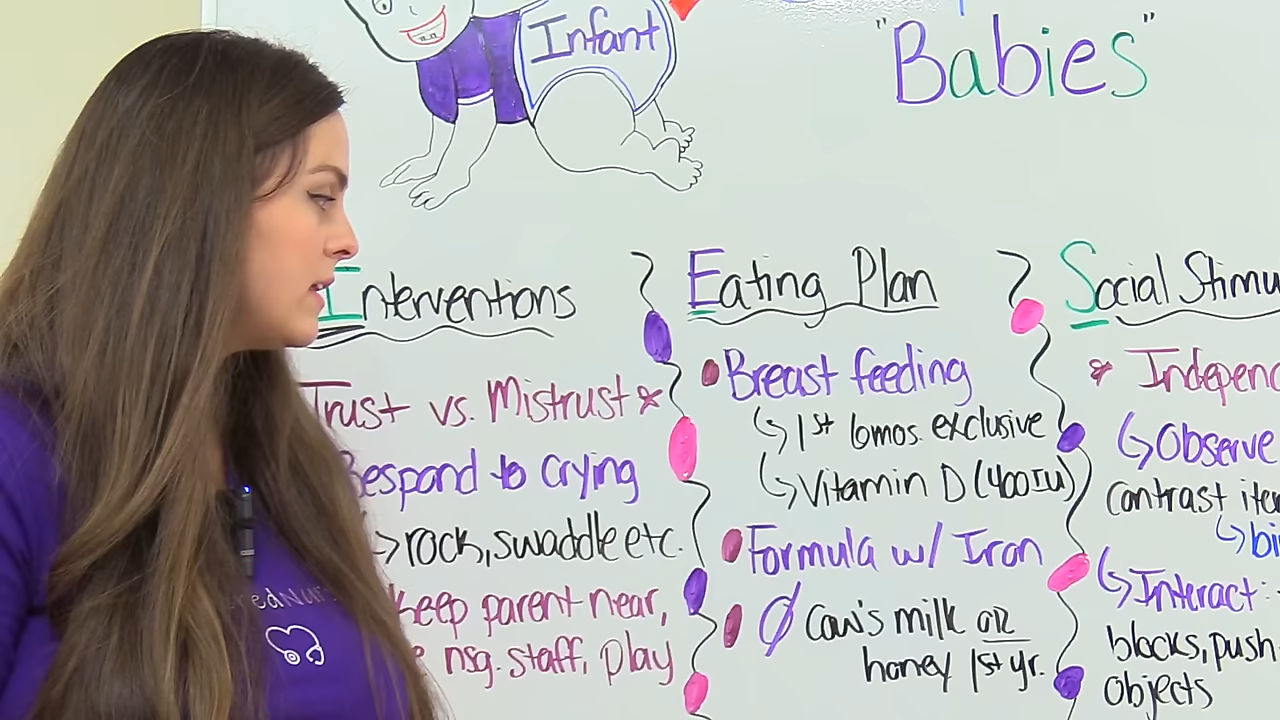 Infant
"Babies"
Interventions
Trust vs. Mistrust *
Respond to Crying
→ rock, swaddle etc.
keep parent near,
nsg. staff, play
Eating Plan
• Breast feeding
↳ 1st 6mos. exclusive
↳ Vitamin D (400IU)
• Formula w/ Iron
• Ø Cow's milk or
honey 1st yr.
Social Stimu
* Independ
↳ Observe
contrast
↳
↳ Interact:
blocks, push
objects